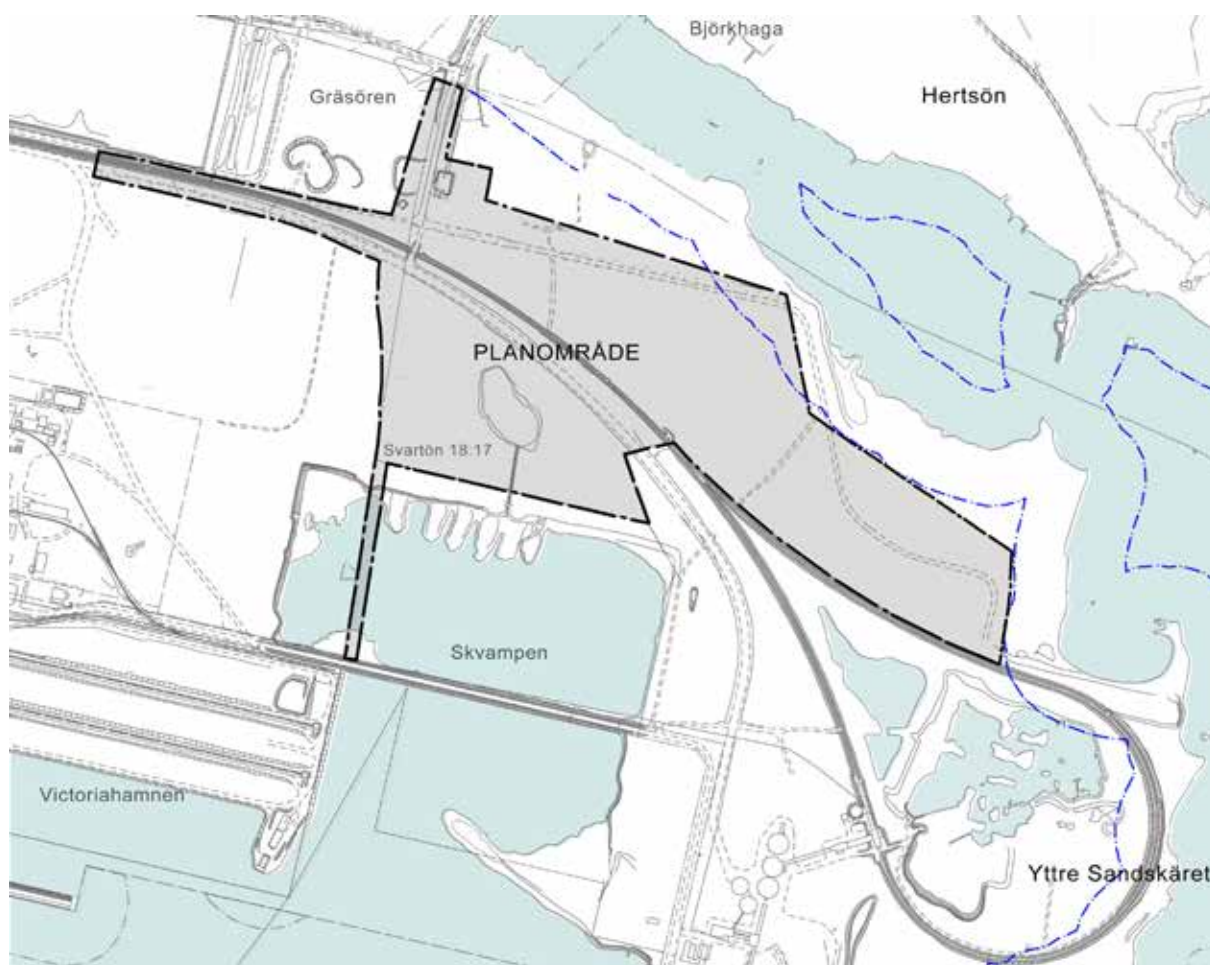 Björkhaga
Gräsören
Hertsön
PLANOMRÅDE
Svartön 18:17
Skvampen
Victoriahamnen
Yttre Sandskäret